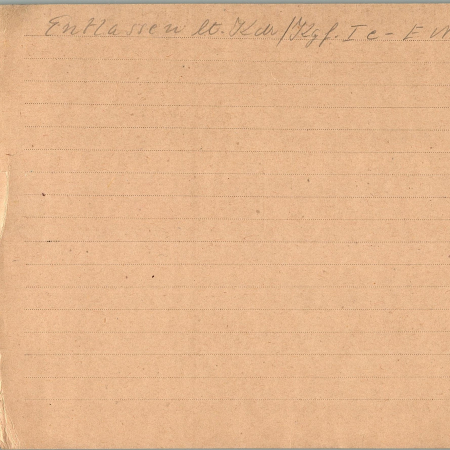 Entlassen lt. Kdr/Kgf. I c - E